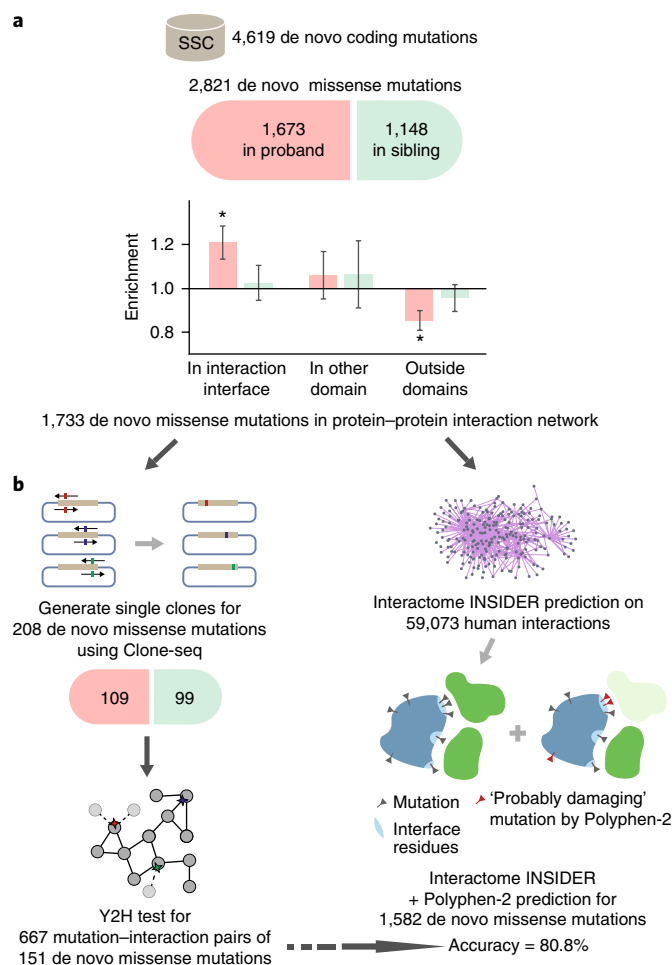 a
SSC
4,619 de novo coding mutations
2,821 de novo missense mutations
1,673
in proband
1,148
in sibling
*
Enrichment
1.2
1.0
0.8
*
In interaction
interface
In other
domain
Outside
domains
1,733 de novo missense mutations in protein–protein interaction network
b
Generate single clones for
208 de novo missense mutations
using Clone-seq
109
99
Y2H test for
667 mutation–interaction pairs of
151 de novo missense mutations
Interactome INSIDER prediction on
59,073 human interactions
Mutation
Interface
residues
'Probably damaging'
mutation by Polyphen-2
Interactome INSIDER
+ Polyphen-2 prediction for
1,582 de novo missense mutations
Accuracy = 80.8%